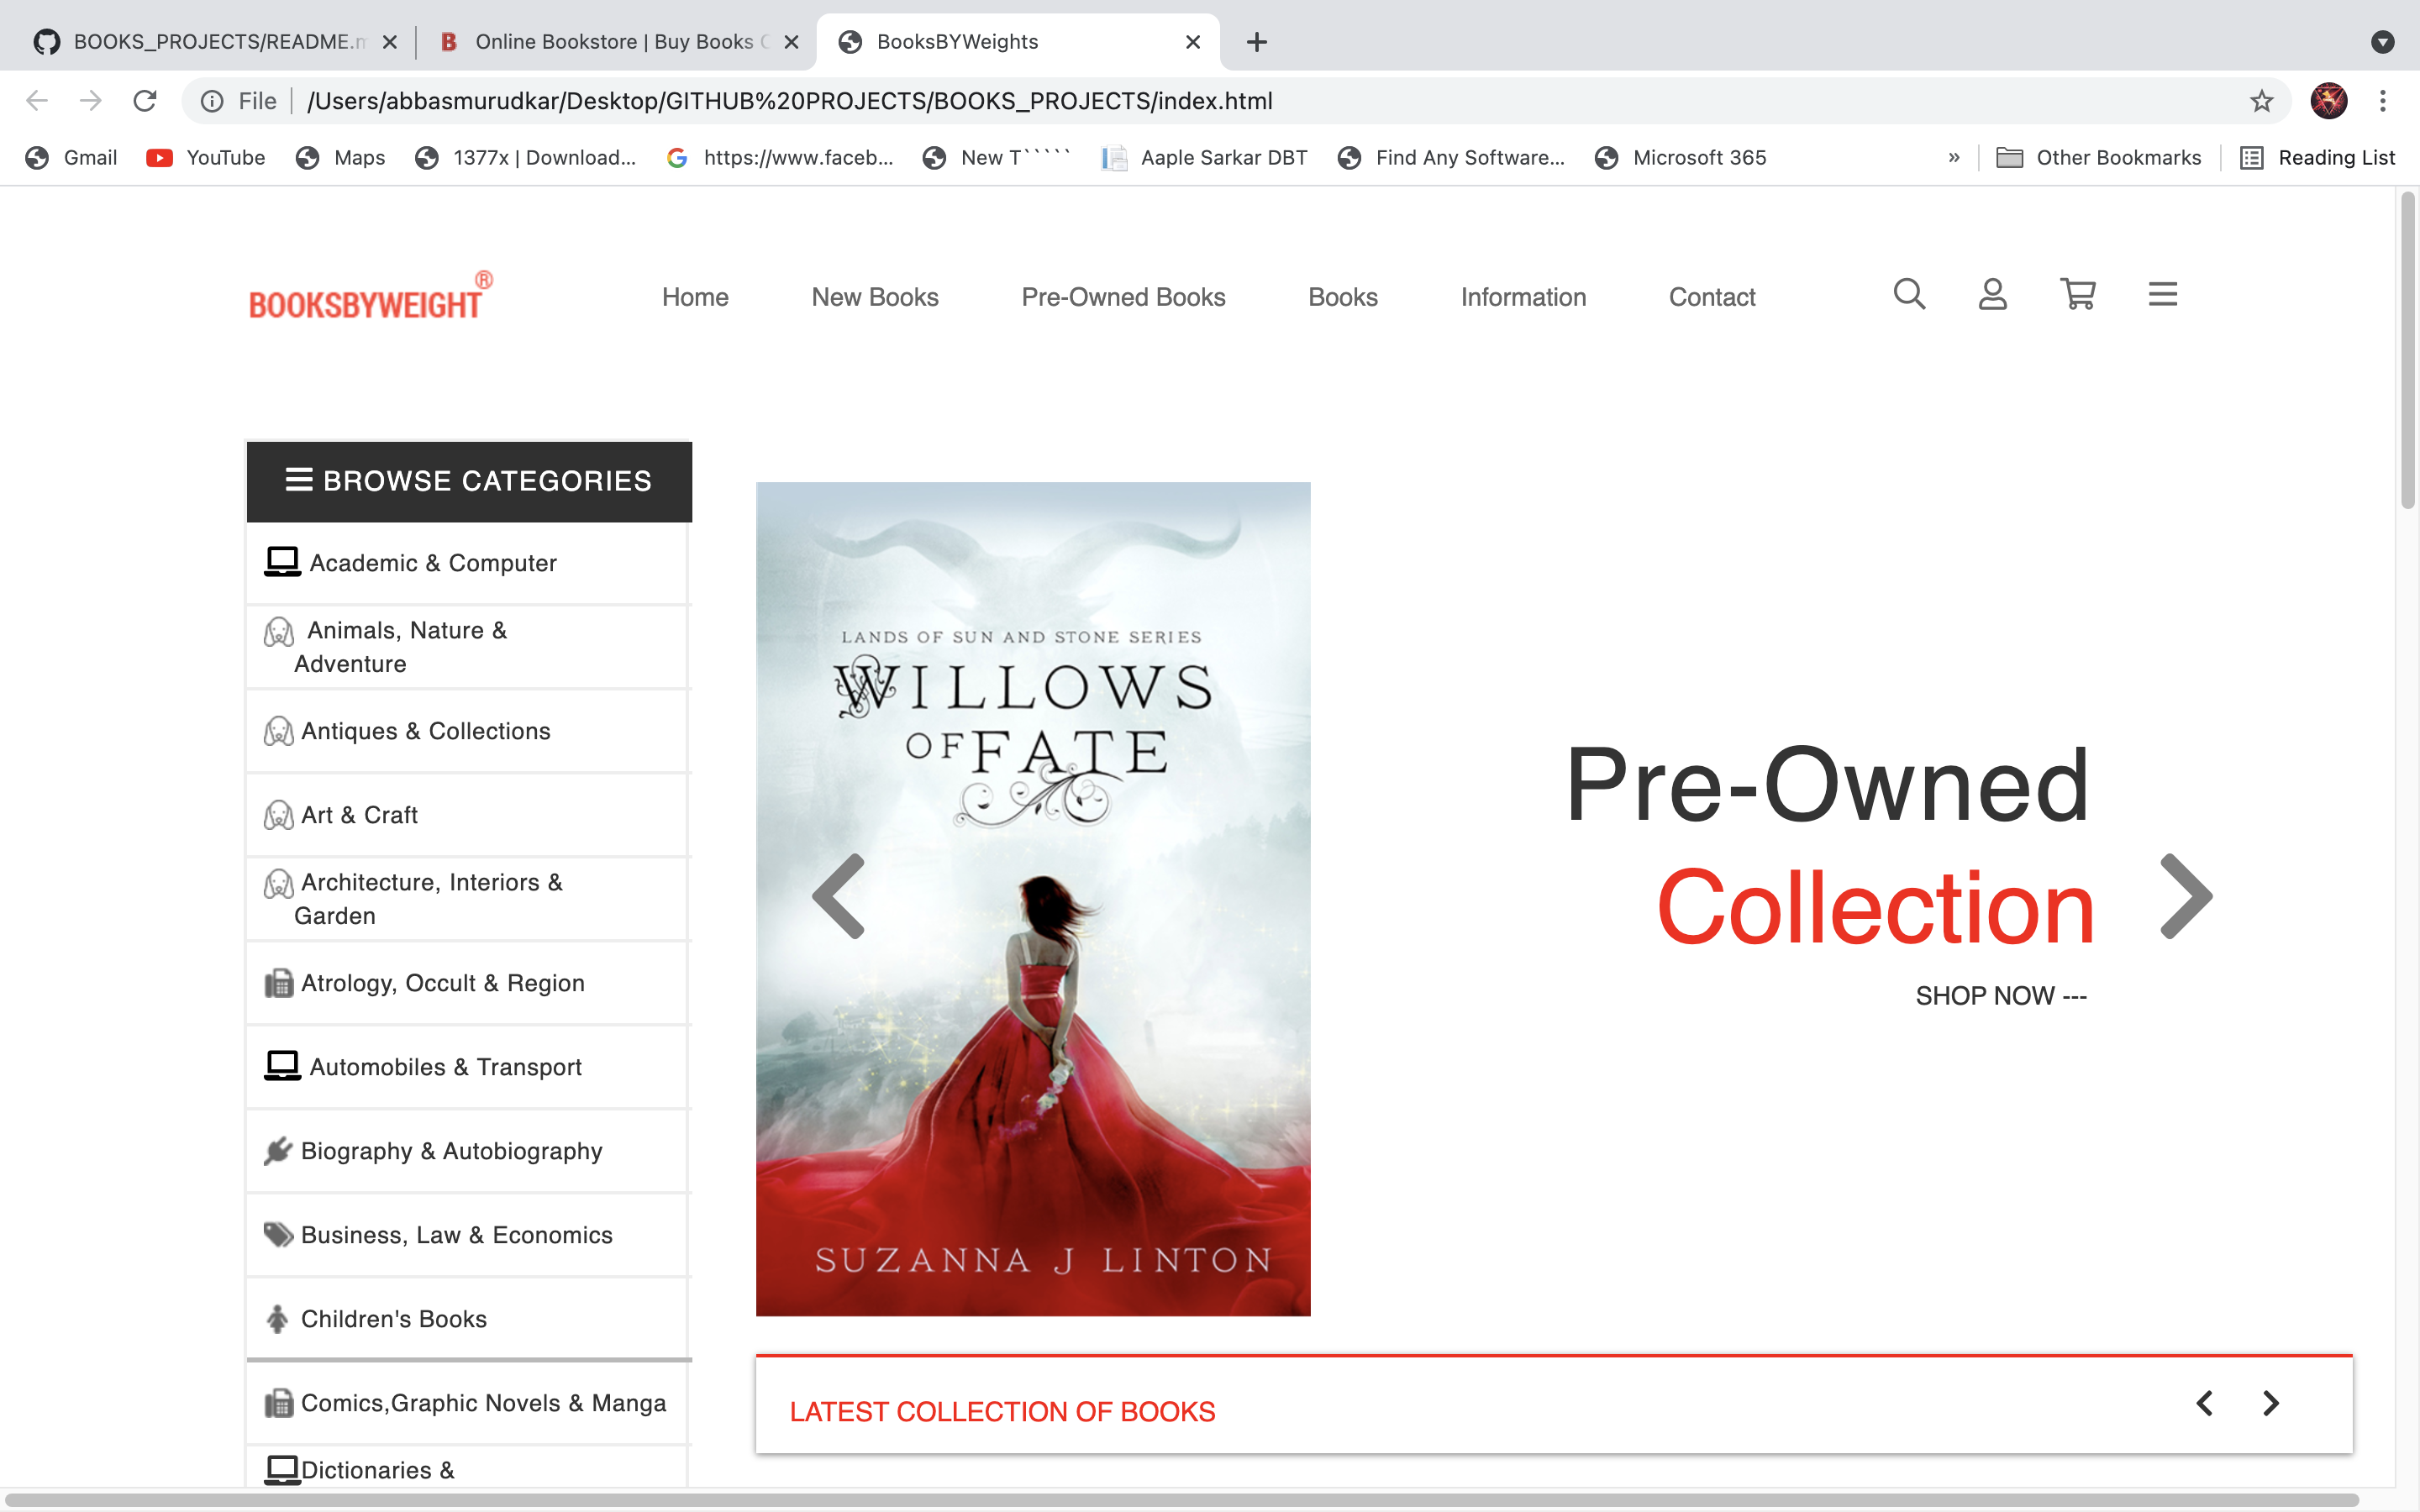 BOOKS_PROJECTS/README.m
Online Bookstore | Buy Books
BooksBYWeights
File
/Users/abbasmurudkar/Desktop/GITHUB%20PROJECTS/BOOKS_PROJECTS/index.html
Gmail
YouTube
Maps
1377x | Download...
https://www.faceb...
New T`````
Aaple Sarkar DBT
Find Any Software...
Microsoft 365
»
Other Bookmarks
Reading List
BOOKSBYWEIGHT®
Home
New Books
Pre-Owned Books
Books
Information
Contact
BROWSE CATEGORIES
Academic & Computer
Animals, Nature &
Adventure
Antiques & Collections
Art & Craft
Architecture, Interiors &
Garden
Atrology, Occult & Region
Automobiles & Transport
Biography & Autobiography
Business, Law & Economics
Children's Books
Comics,Graphic Novels & Manga
Dictionaries &
LANDS OF SUN AND STONE SERIES
WILLOWS
OF FATE
SUZANNA J LINTON
Pre-Owned
Collection
SHOP NOW ---
LATEST COLLECTION OF BOOKS